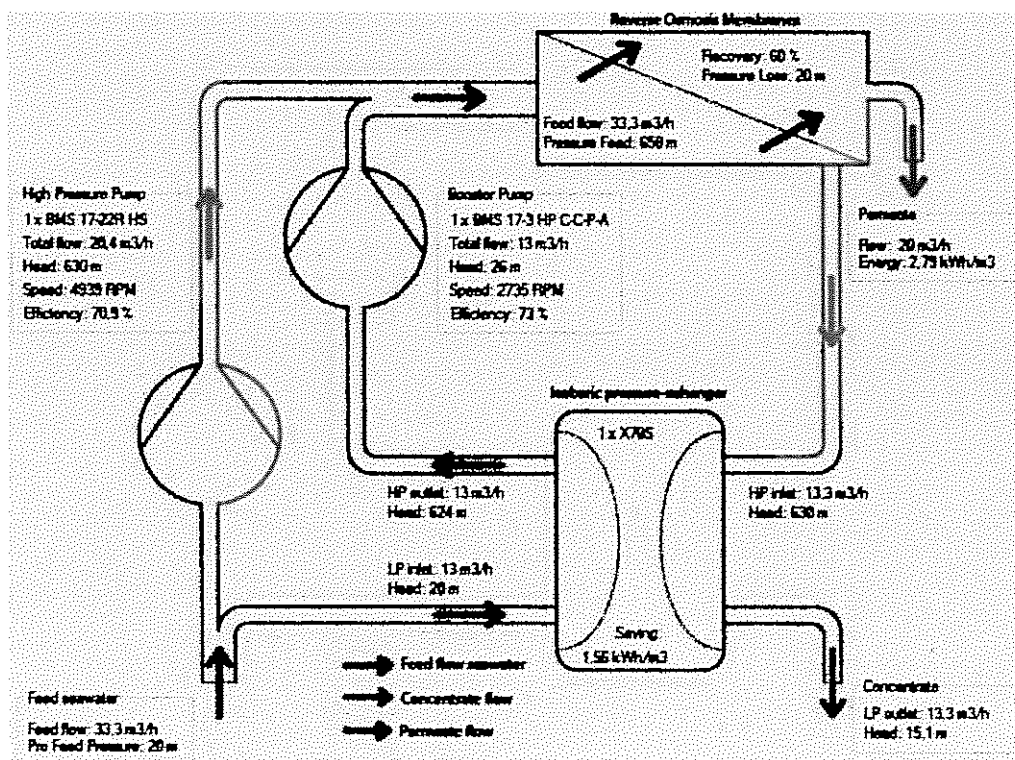 Reverse Osmosis Membranes
Recovery: 60 %
Pressure Loss: 20 m
Feed flow: 33,3 m3/h
Pressure Feed: 650 m
High Pressure Pump
1 x BMS 17-22R HS
Total flow: 20,4 m3/h
Head: 630 m
Speed: 4939 RPM
Efficiency: 70,9 %
Booster Pump
1 x BMS 17-3 HP C-C-P-A
Total flow: 13 m3/h
Head: 26 m
Speed: 2735 RPM
Efficiency: 73 %
Permeate
Flow: 20 m3/h
Energy: 2,79 kWh/m3
Isobaric pressure-exhanger
1 x X70S
HP outlet: 13 m3/h
Head: 624 m
HP inlet: 13,3 m3/h
Head: 630 m
LP inlet: 13 m3/h
Head: 20 m
Saving:
kWh/m3
Feed flow seawater
Concentrate flow
Permeate flow
Feed seawater
Feed flow: 33,3 m3/h
Pre Feed Pressure: 20 m
Concentrate
LP outlet: 13,3 m3/h
Head: 15,1 m